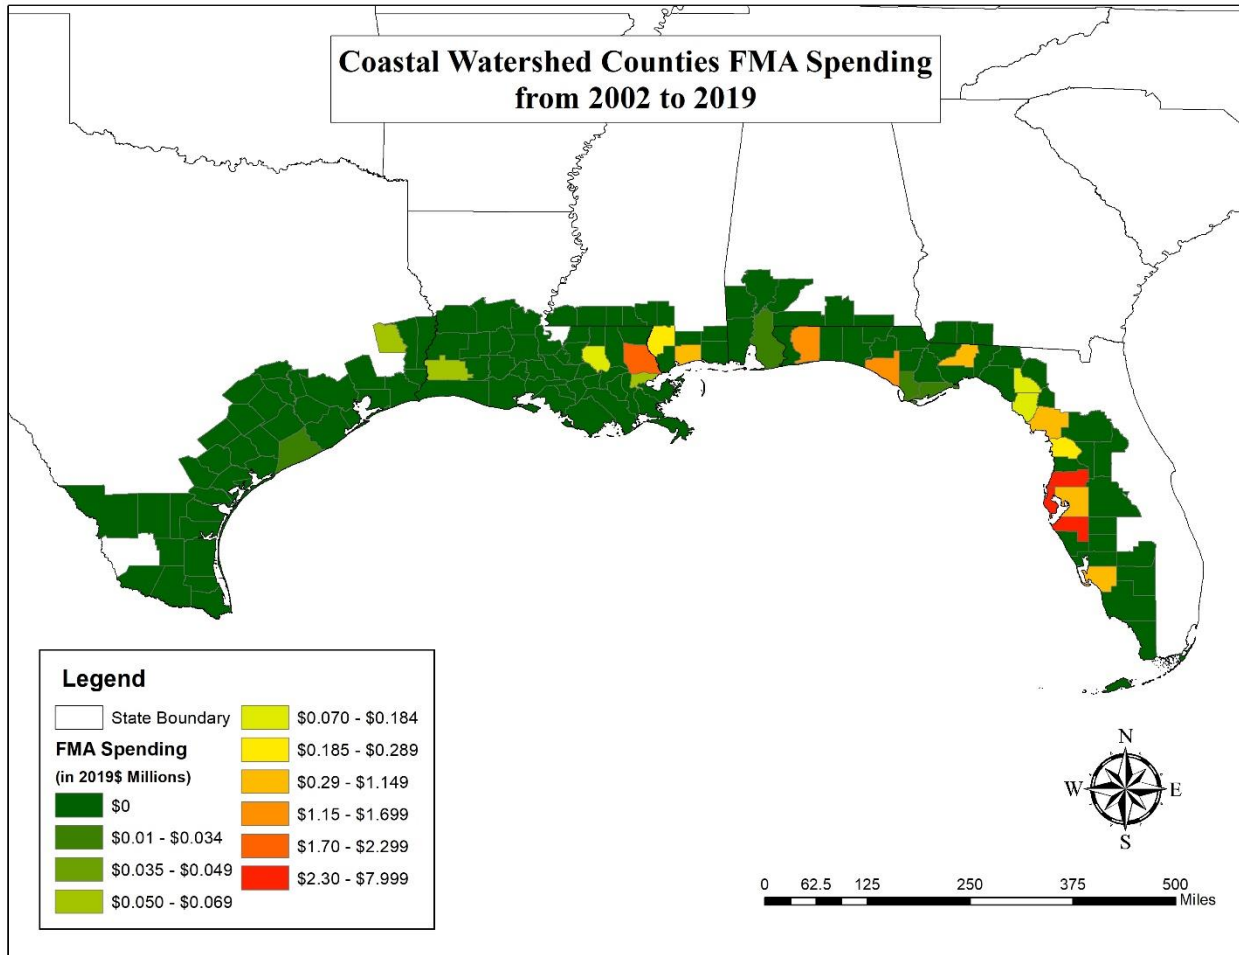 Coastal Watershed Counties FMA Spending
from 2002 to 2019
Legend
State Boundary
FMA Spending
(in 2019$ Millions)
$0
$0.01 - $0.034
$0.035 - $0.049
$0.050 - $0.069
$0.070 - $0.184
$0.185 - $0.289
$0.29 - $1.149
$1.15 - $1.699
$1.70 - $2.299
$2.30 - $7.999
N
W E
S
0 62.5 125 250 375 500
Miles